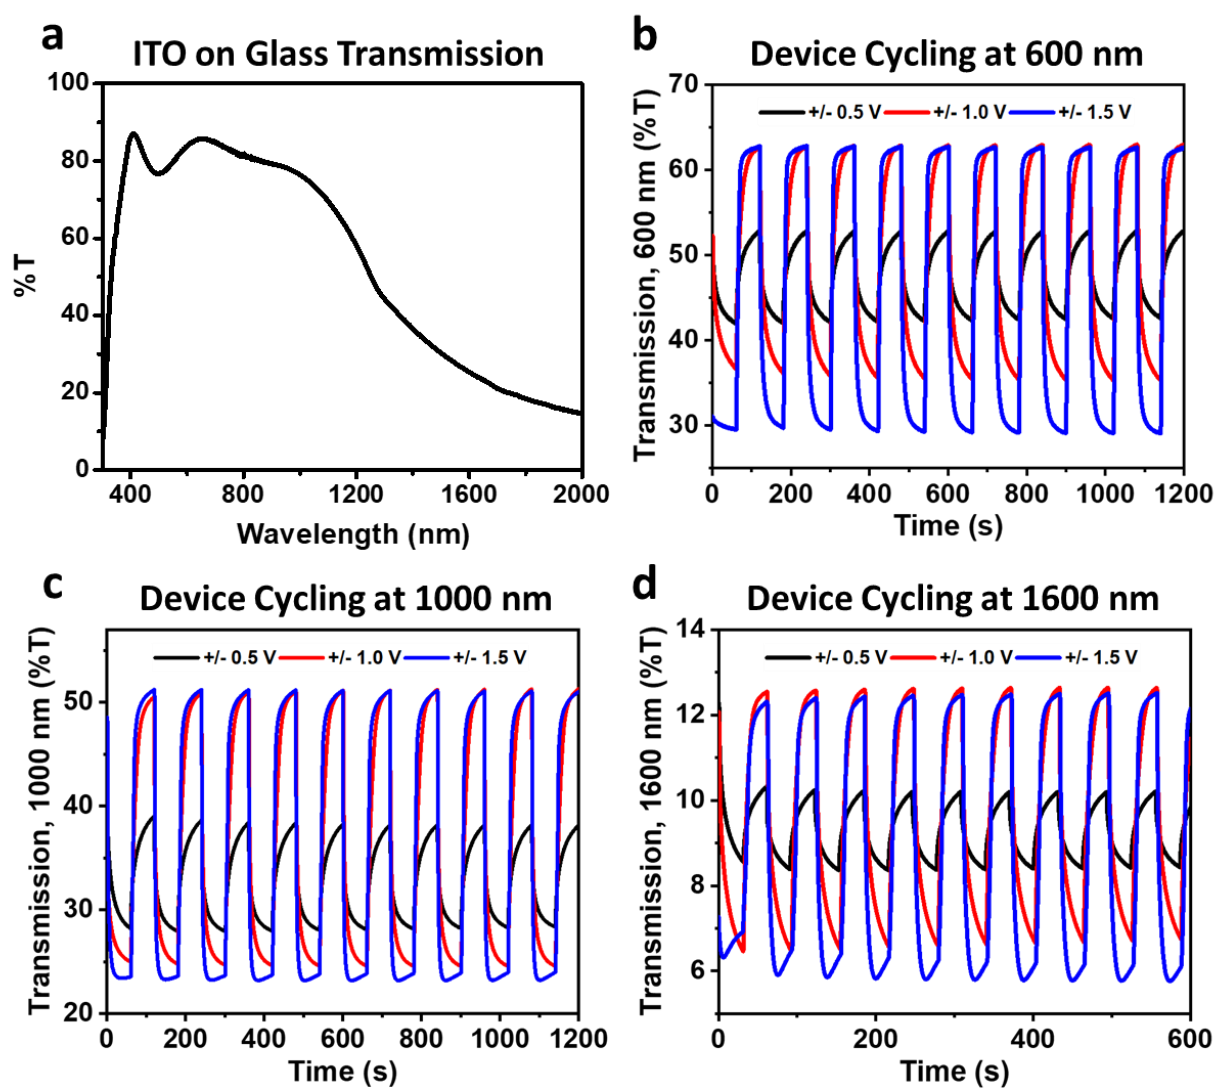 a
ITO on Glass Transmission
100
80
60
40
20
0
%T
400
800
1200
1600
2000
Wavelength (nm)
b
Device Cycling at 600 nm
+/- 0.5 V
+/- 1.0 V
+/- 1.5 V
70
60
50
40
30
Transmission, 600 nm (%T)
0
200
400
600
800
1000
1200
Time (s)
c
Device Cycling at 1000 nm
+/- 0.5 V
+/- 1.0 V
+/- 1.5 V
50
40
30
20
Transmission, 1000 nm (%T)
0
200
400
600
800
1000
1200
Time (s)
d
Device Cycling at 1600 nm
+/- 0.5 V
+/- 1.0 V
+/- 1.5 V
14
12
10
8
6
Transmission, 1600 nm (%T)
0
200
400
600
Time (s)